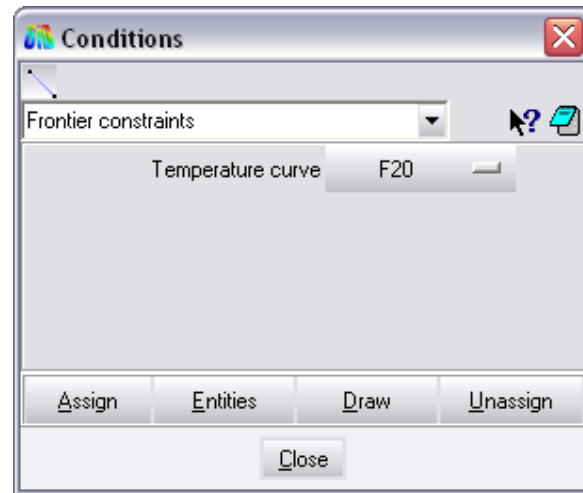 Conditions
Frontier constraints
?
Temperature curve F20
Assign Entities Draw Unassign
Close